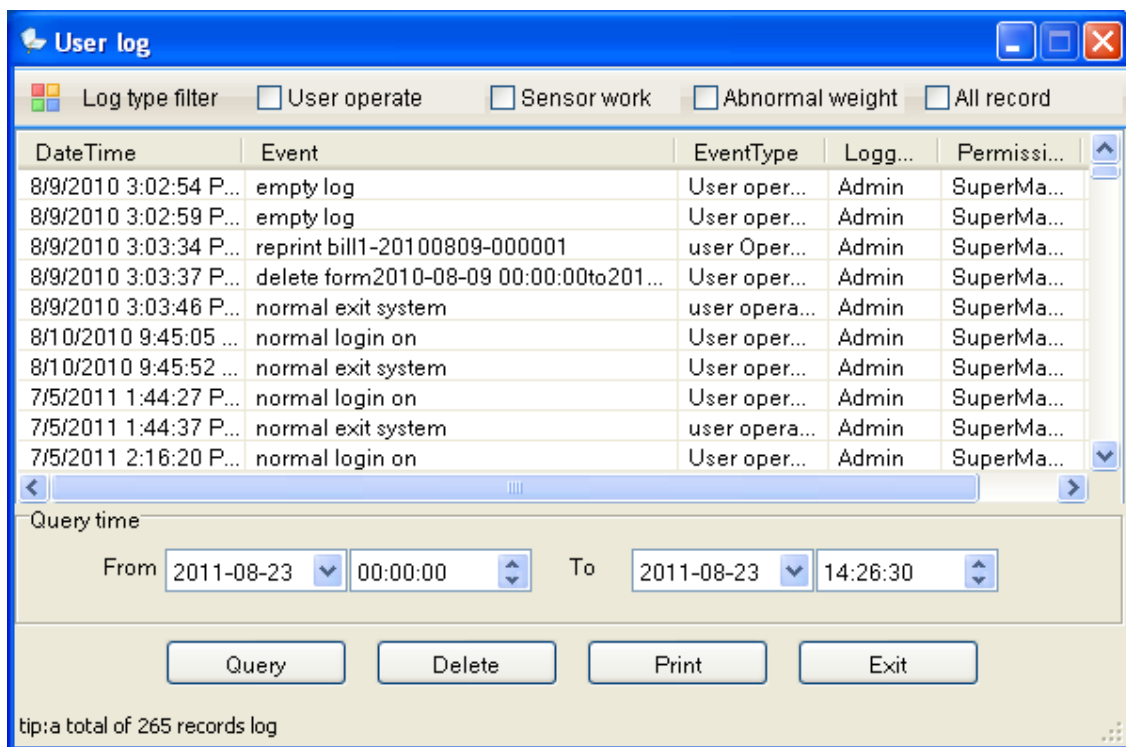 User log
Log type filter User operate Sensor work Abnormal weight All record
DateTime Event EventType Logg... Permissi...
8/9/2010 3:02:54 P... empty log User oper... Admin SuperMa...
8/9/2010 3:02:59 P... empty log User oper... Admin SuperMa...
8/9/2010 3:03:34 P... reprint bill1-20100809-000001 user Oper... Admin SuperMa...
8/9/2010 3:03:37 P... delete form2010-08-09 00:00:00to201... User oper... Admin SuperMa...
8/9/2010 3:03:46 P... normal exit system user opera... Admin SuperMa...
8/10/2010 9:45:05 ... normal login on User oper... Admin SuperMa...
8/10/2010 9:45:52 ... normal exit system User oper... Admin SuperMa...
7/5/2011 1:44:27 P... normal login on User oper... Admin SuperMa...
7/5/2011 1:44:37 P... normal exit system user opera... Admin SuperMa...
7/5/2011 2:16:20 P... normal login on User oper... Admin SuperMa...
Query time
From 2011-08-23 00:00:00 To 2011-08-23 14:26:30
Query Delete Print Exit
tip:a total of 265 records log